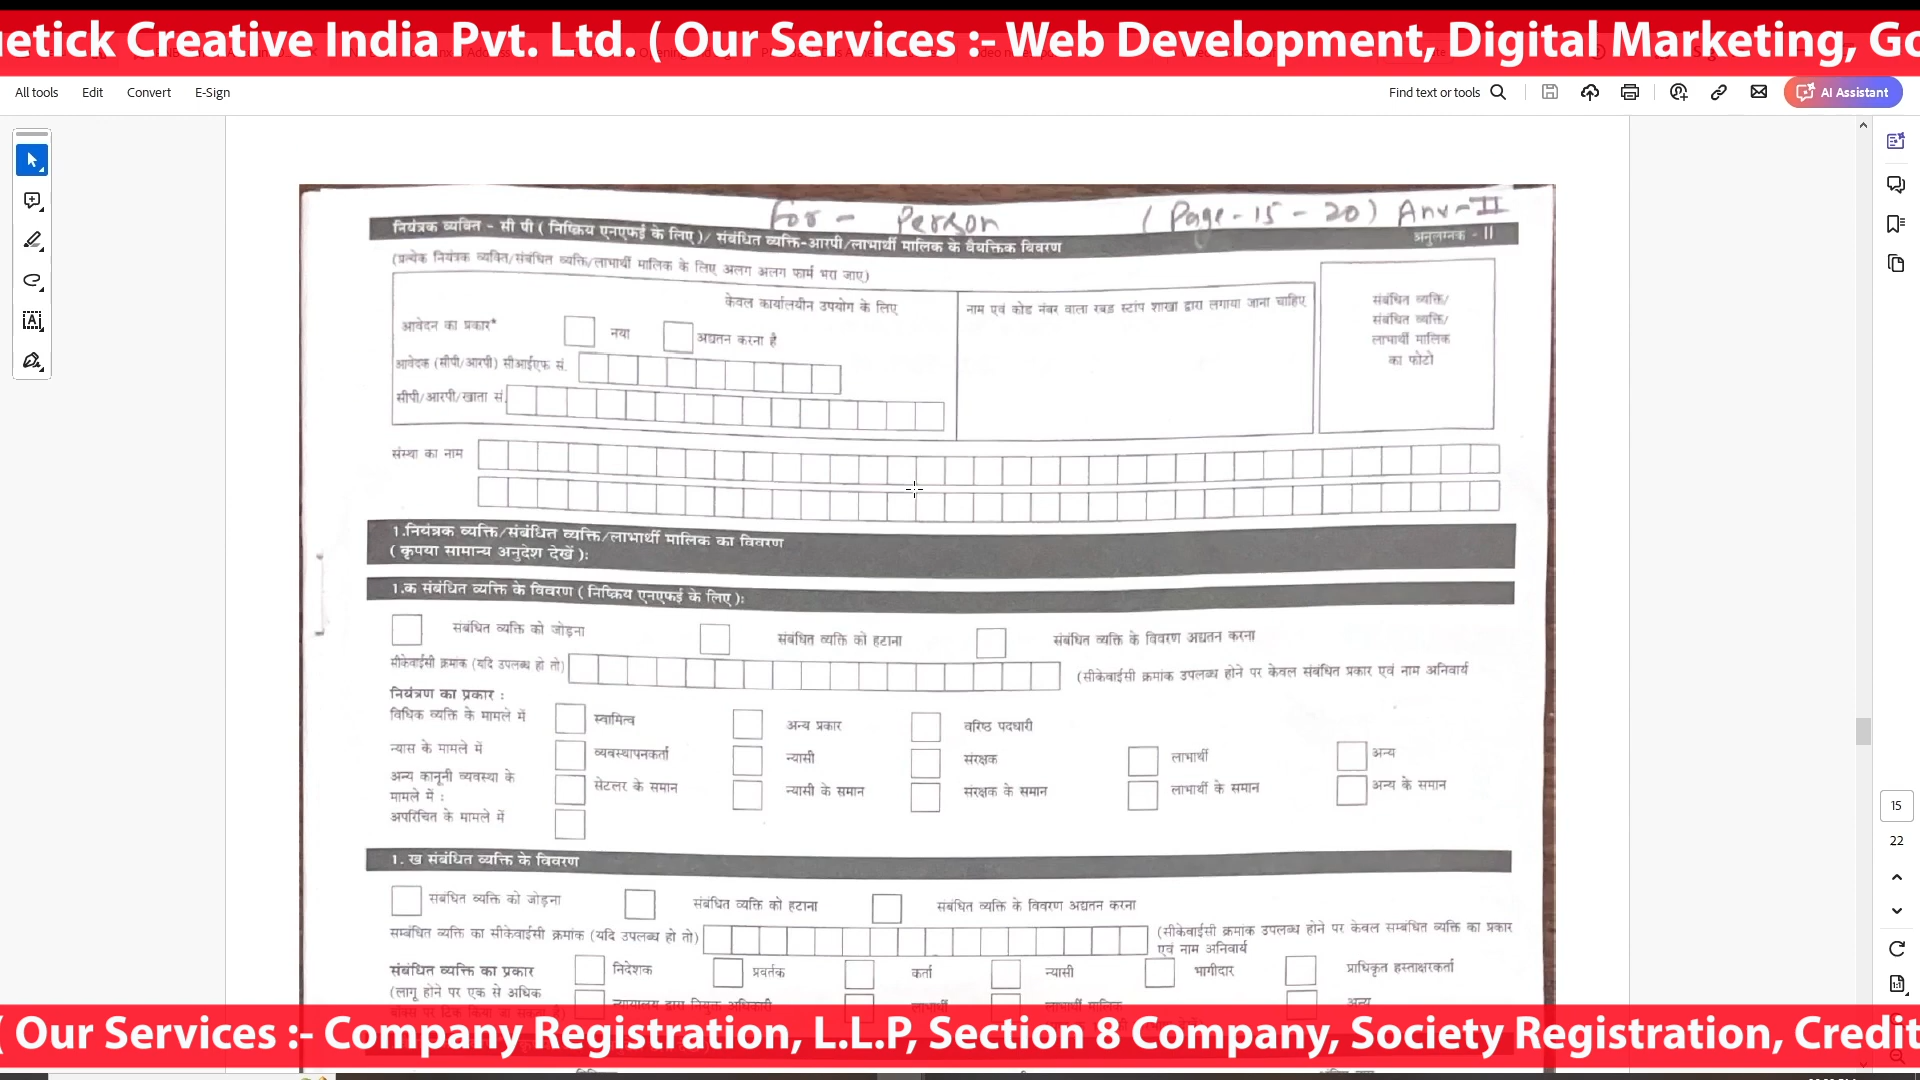 etick Creative India Pvt. Ltd. ( Our Services :- Web Development, Digital Marketing, Go
All tools Edit Convert E-Sign Find text or tools AI Assistant
For - Person (Page-15-20) Anx-II
नियंत्रक व्यक्ति - सी पी ( निष्क्रिय एनएफई के लिए )/ संबंधित व्यक्ति-आरपी/लाभार्थी मालिक के वैयक्तिक विवरण अनुलग्नक - II
(प्रत्येक नियंत्रक व्यक्ति/संबंधित व्यक्ति/लाभार्थी मालिक के लिए अलग अलग फार्म भरा जाए)
केवल कार्यालयीन उपयोग के लिए
नाम एवं कोड नंबर वाला रबड़ स्टांप शाखा द्वारा लगाया जाना चाहिए
संबंधित व्यक्ति/
संबंधित व्यक्ति/
लाभार्थी मालिक
का फोटो
आवेदन का प्रकार* नया अद्यतन करना है
आवेदक (सीपी/आरपी) सीआईएफ सं.
सीपी/आरपी/खाता सं.
संस्था का नाम
1.नियंत्रक व्यक्ति/संबंधित व्यक्ति/लाभार्थी मालिक का विवरण
( कृपया सामान्य अनुदेश देखें ):
1.क संबंधित व्यक्ति के विवरण ( निष्क्रिय एनएफई के लिए ):
संबंधित व्यक्ति को जोड़ना संबंधित व्यक्ति को हटाना संबंधित व्यक्ति के विवरण अद्यतन करना
सीकेवाईसी क्रमांक (यदि उपलब्ध हो तो) (सीकेवाईसी क्रमांक उपलब्ध होने पर केवल संबंधित प्रकार एवं नाम अनिवार्य
नियंत्रण का प्रकार :
विधिक व्यक्ति के मामले में स्वामित्व अन्य प्रकार वरिष्ठ पदधारी
न्यास के मामले में व्यवस्थापनकर्ता न्यासी संरक्षक लाभार्थी अन्य
अन्य कानूनी व्यवस्था के
मामले में : सेटलर के समान न्यासी के समान संरक्षक के समान लाभार्थी के समान अन्य के समान
अपरिचित के मामले में
1. ख संबंधित व्यक्ति के विवरण
संबंधित व्यक्ति को जोड़ना संबंधित व्यक्ति को हटाना संबंधित व्यक्ति के विवरण अद्यतन करना
सम्बंधित व्यक्ति का सीकेवाईसी क्रमांक (यदि उपलब्ध हो तो) (सीकेवाईसी क्रमांक उपलब्ध होने पर केवल सम्बंधित व्यक्ति का प्रकार
एवं नाम अनिवार्य
संबंधित व्यक्ति का प्रकार निदेशक प्रवर्तक कर्ता न्यासी भागीदार प्राधिकृत हस्ताक्षरकर्ता
(लागू होने पर एक से अधिक
15
22
( Our Services :- Company Registration, L.L.P, Section 8 Company, Society Registration, Credit